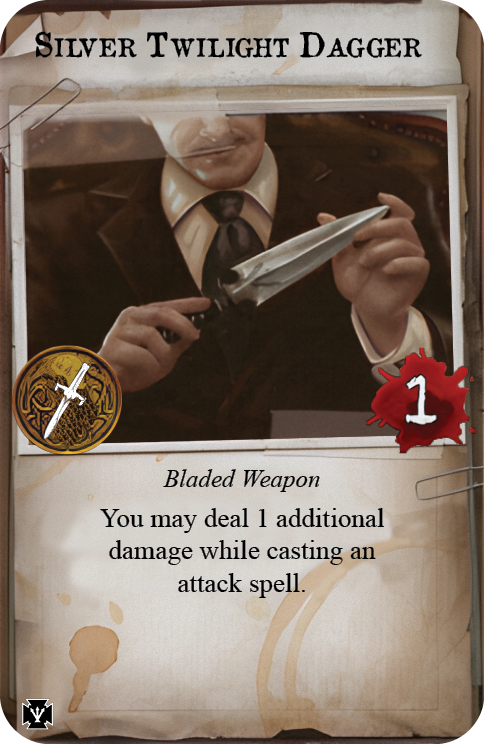 Silver Twilight Dagger
1
Bladed Weapon
You may deal 1 additional
damage while casting an
attack spell.